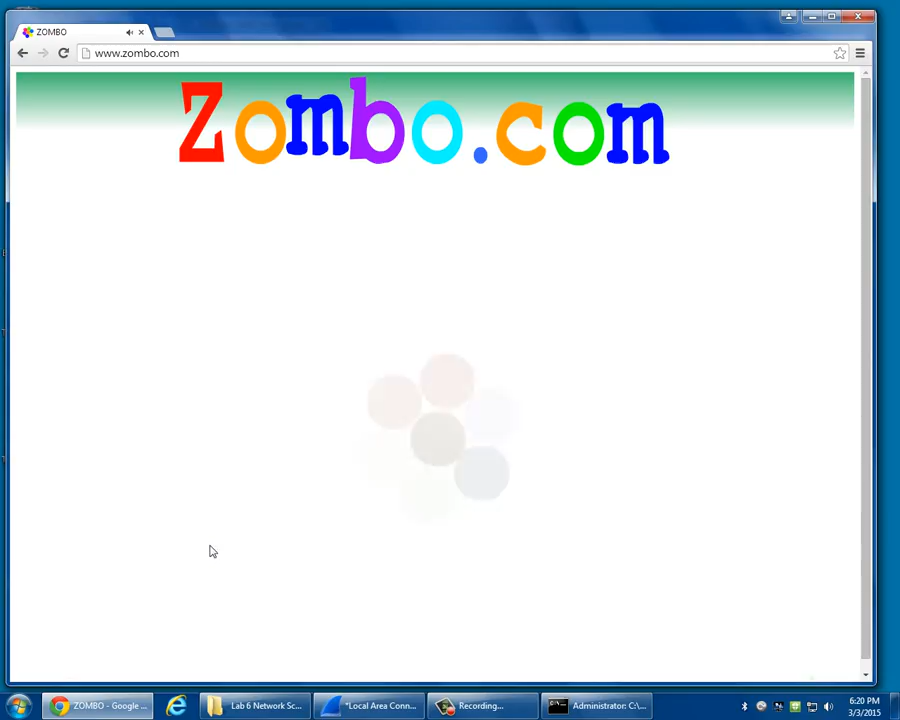 ZOMBO
www.zombo.com
Zombo.com
ZOMBO - Google ...
Lab 6 Network Sc...
*Local Area Conn...
Recording...
Administrator: C:\...
6:20 PM
3/3/2015